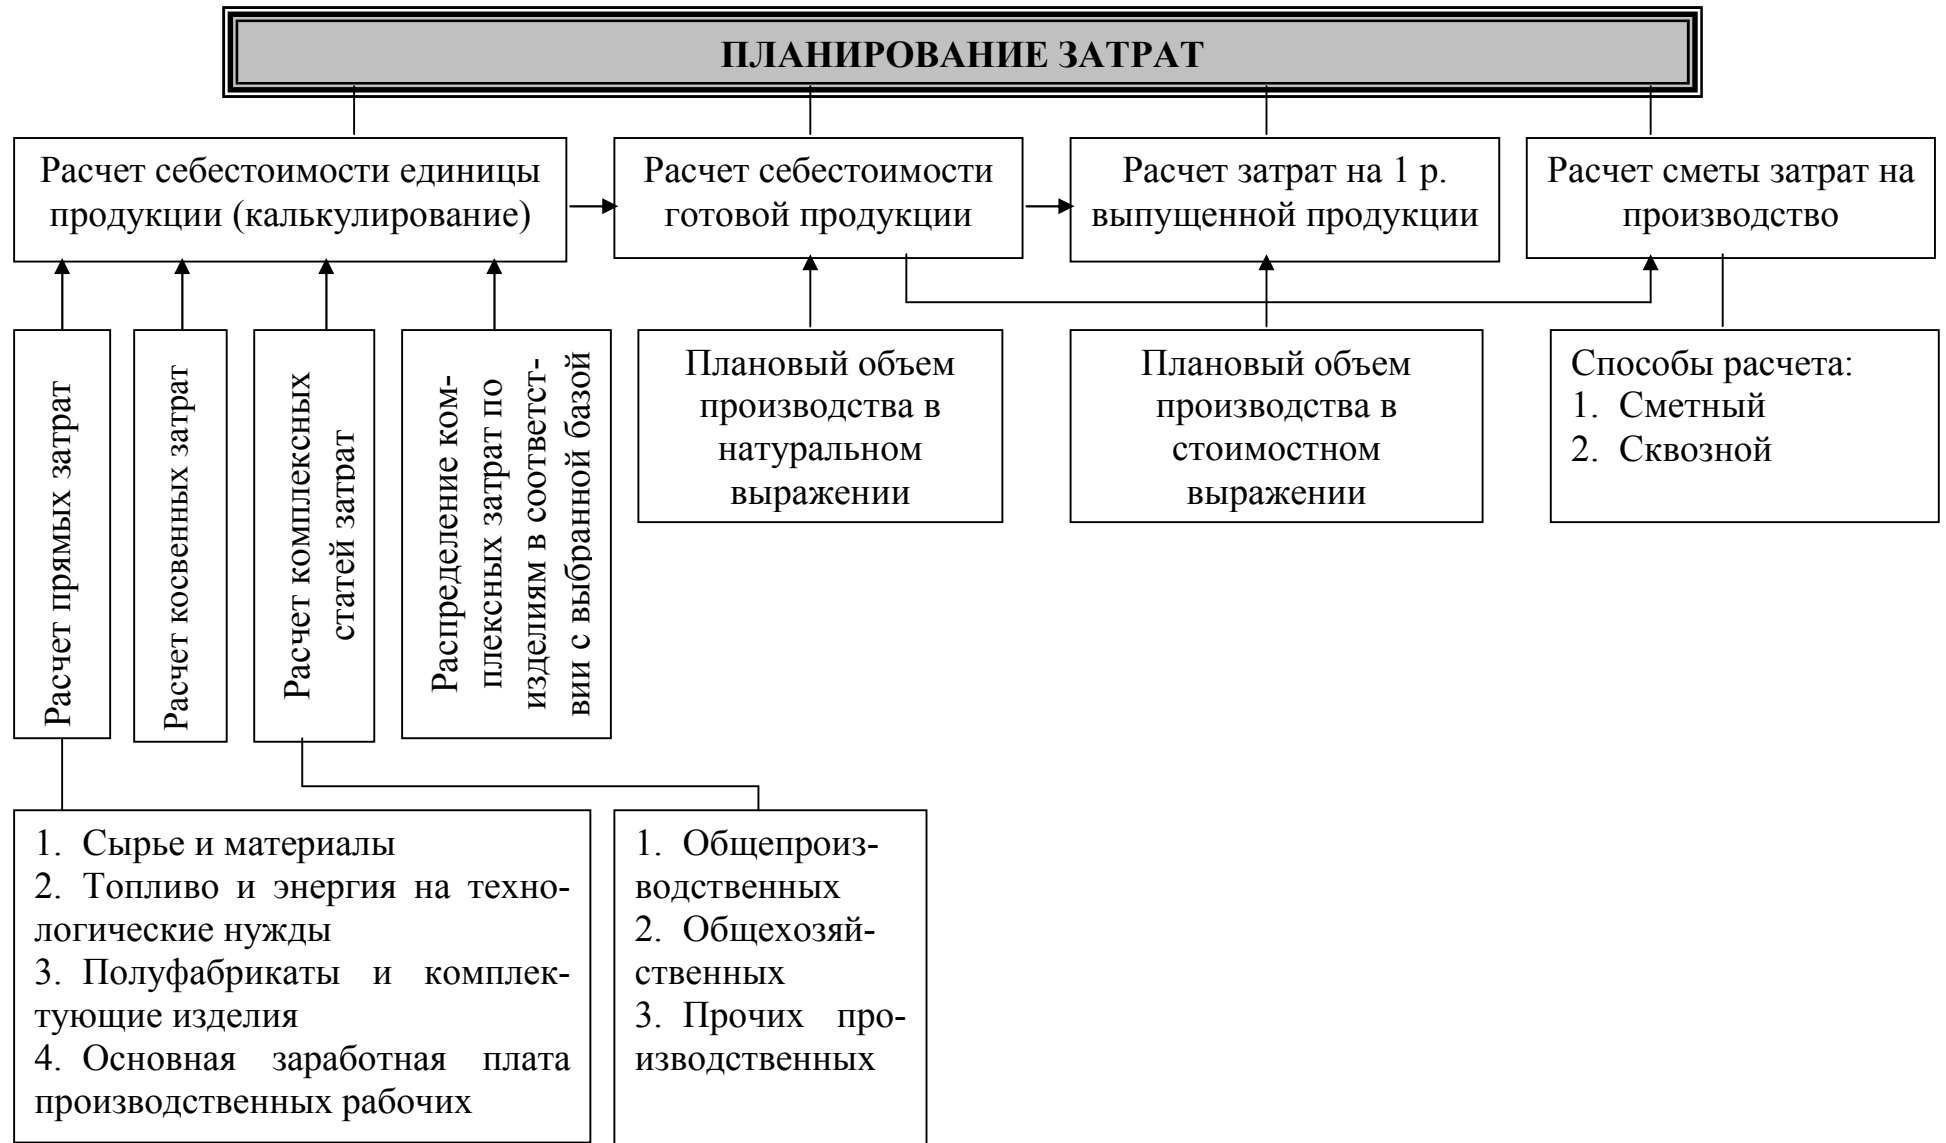 ПЛАНИРОВАНИЕ ЗАТРАТ
Расчет себестоимости единицы
продукции (калькулирование)
Расчет себестоимости
готовой продукции
Расчет затрат на 1 р.
выпущенной продукции
Расчет сметы затрат на
производство
Расчет прямых затрат
Расчет косвенных затрат
Расчет комплексных
статей затрат
Распределение ком-
плексных затрат по
изделиям в соответст-
вии с выбранной базой
Плановый объем
производства в
натуральном
выражении
Плановый объем
производства в
стоимостном
выражении
Способы расчета:
1. Сметный
2. Сквозной
1. Сырье и материалы
2. Топливо и энергия на техно-
логические нужды
3. Полуфабрикаты и комплек-
тующие изделия
4. Основная заработная плата
производственных рабочих
1. Общепроиз-
водственных
2. Общехозяй-
ственных
3. Прочих про-
изводственных